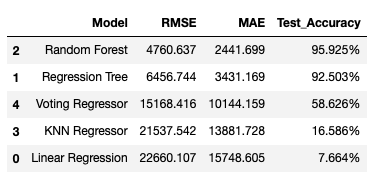 Model RMSE MAE Test_Accuracy
2 Random Forest 4760.637 2441.699 95.925%
1 Regression Tree 6456.744 3431.169 92.503%
4 Voting Regressor 15168.416 10144.159 58.626%
3 KNN Regressor 21537.542 13881.728 16.586%
0 Linear Regression 22660.107 15748.605 7.664%